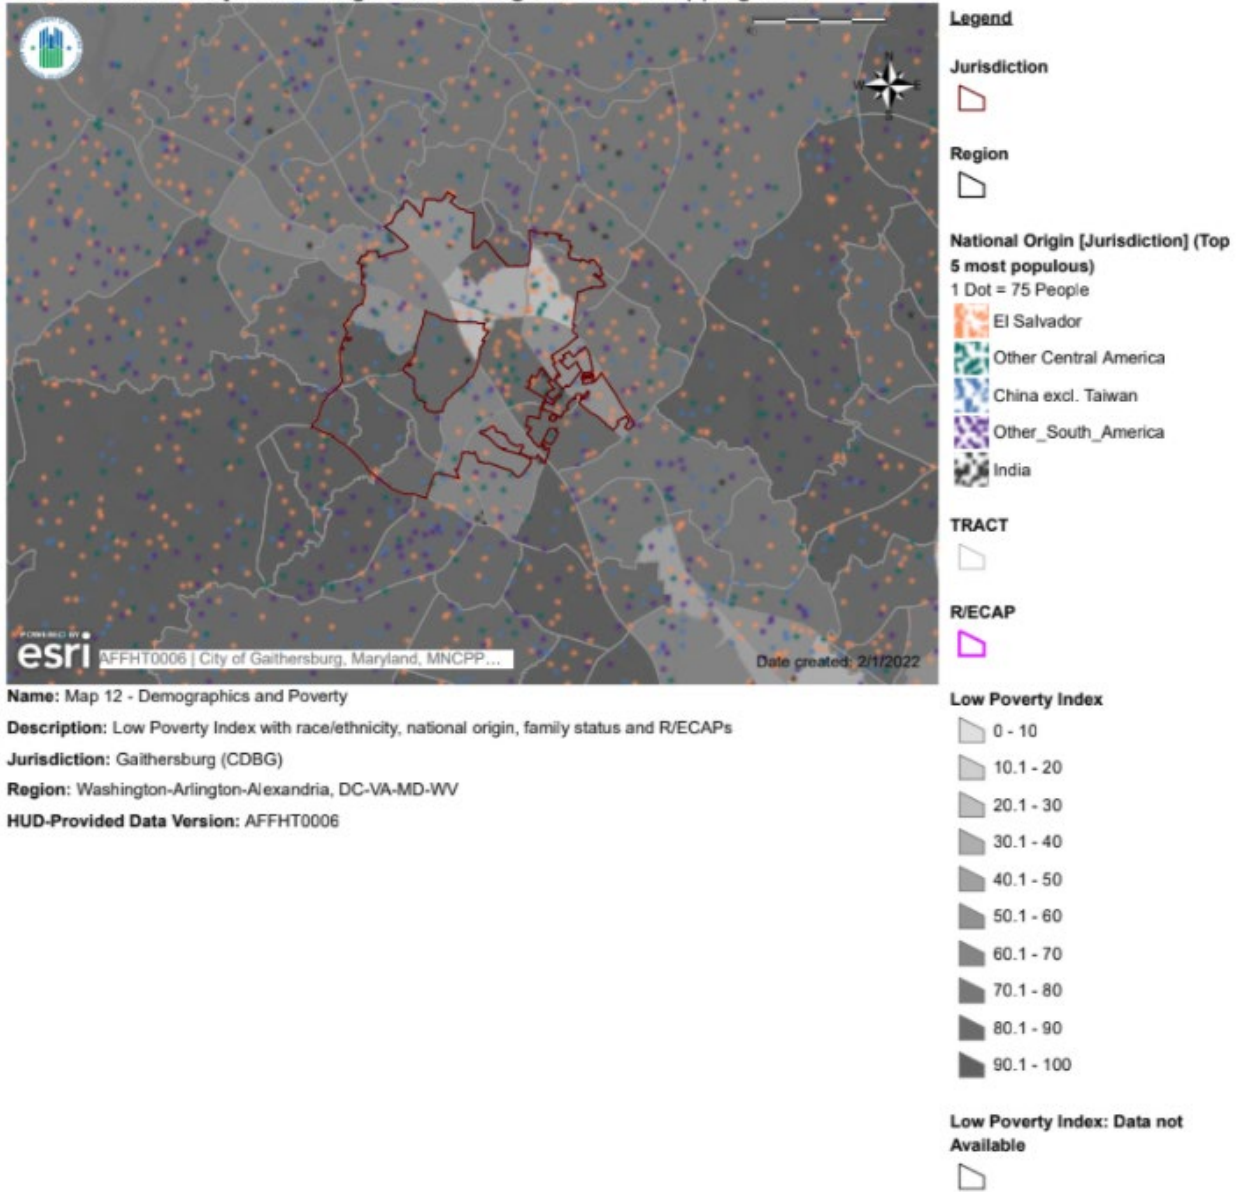 N
W E
S
POWERED BY
esri
AFFHT0006 | City of Gaithersburg, Maryland, MNCPP...
Date created: 2/1/2022
Name: Map 12 - Demographics and Poverty
Description: Low Poverty Index with race/ethnicity, national origin, family status and R/ECAPs
Jurisdiction: Gaithersburg (CDBG)
Region: Washington-Arlington-Alexandria, DC-VA-MD-WV
HUD-Provided Data Version: AFFHT0006
Legend
Jurisdiction
Region
National Origin [Jurisdiction] (Top
5 most populous)
1 Dot = 75 People
El Salvador
Other Central America
China excl. Taiwan
Other_South_America
India
TRACT
R/ECAP
Low Poverty Index
0 - 10
10.1 - 20
20.1 - 30
30.1 - 40
40.1 - 50
50.1 - 60
60.1 - 70
70.1 - 80
80.1 - 90
90.1 - 100
Low Poverty Index: Data not
Available